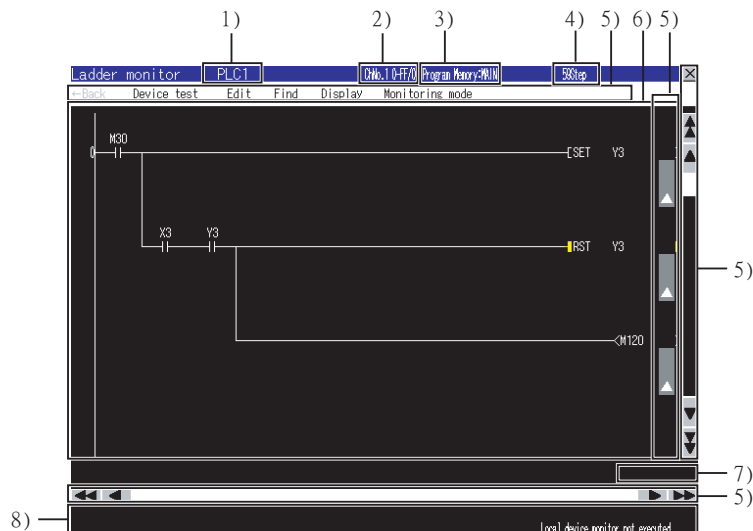 1) 2) 3) 4) 5) 6) 5)
Ladder monitor PLC1 ChNo.1 0-FF/0 Program Memory:MAIN 59Step
←Back Device test Edit Find Display Monitoring mode
M30
0 [SET Y3 ]
X3 Y3
RST Y3
5)
<M120 )
7)
5)
8)
Local device monitor not executed